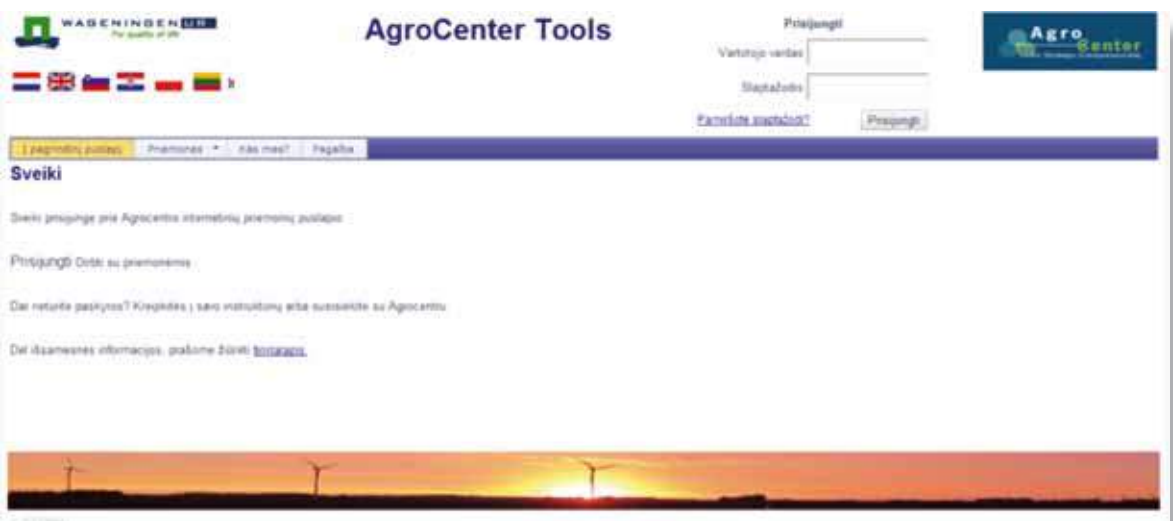 WAGENINGEN UR
For quality of life
AgroCenter Tools
Prisijungti
Vartotojo vardas
Slaptažodis
Pamiršote slaptažodį?
Prisijungti
Agro
Center
Į pagrindinį puslapį Priemonės Kas mes? Pagalba
Sveiki
Sveiki prisijungę prie Agrocentro internetinių priemonių puslapio
Prisijungti Dirbti su priemonėmis
Dar neturite paskyros? Kreipkitės į savo instruktorių arba susisiekite su Agrocentru
Dėl išsamesnės informacijos, prašome žiūrėti